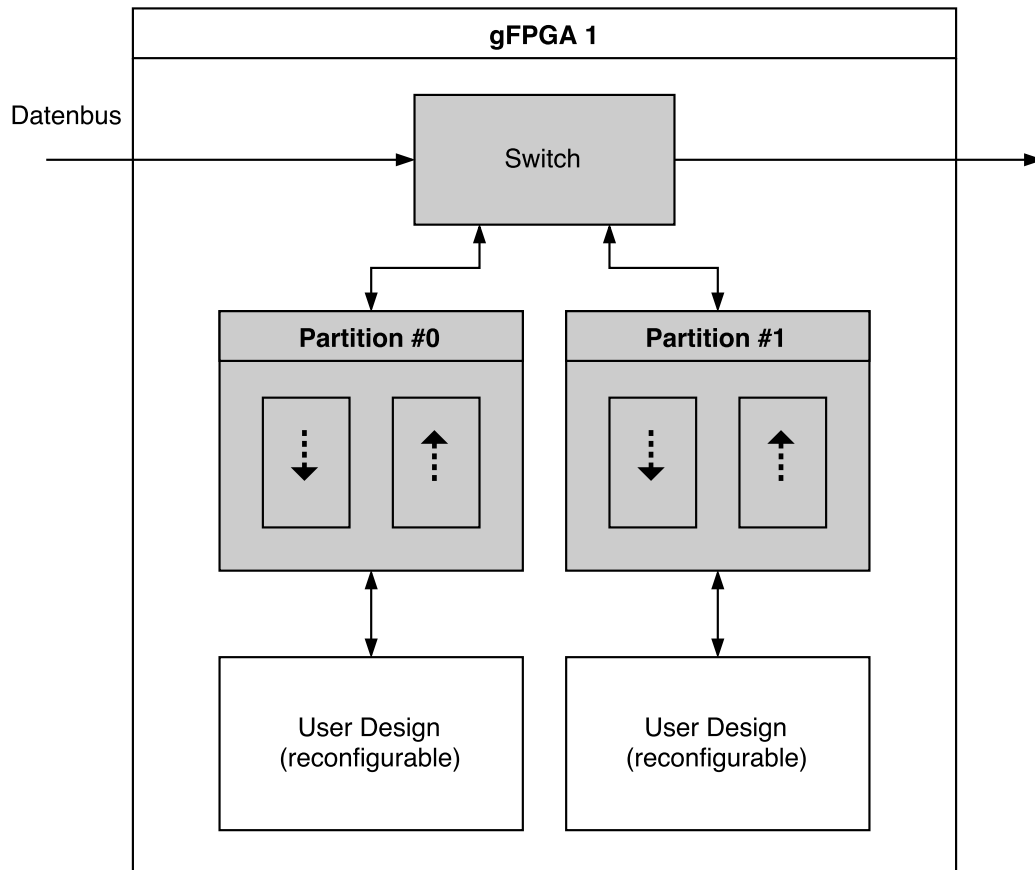 gFPGA 1
Datenbus
Switch
Partition #0
Partition #1
User Design
(reconfigurable)
User Design
(reconfigurable)